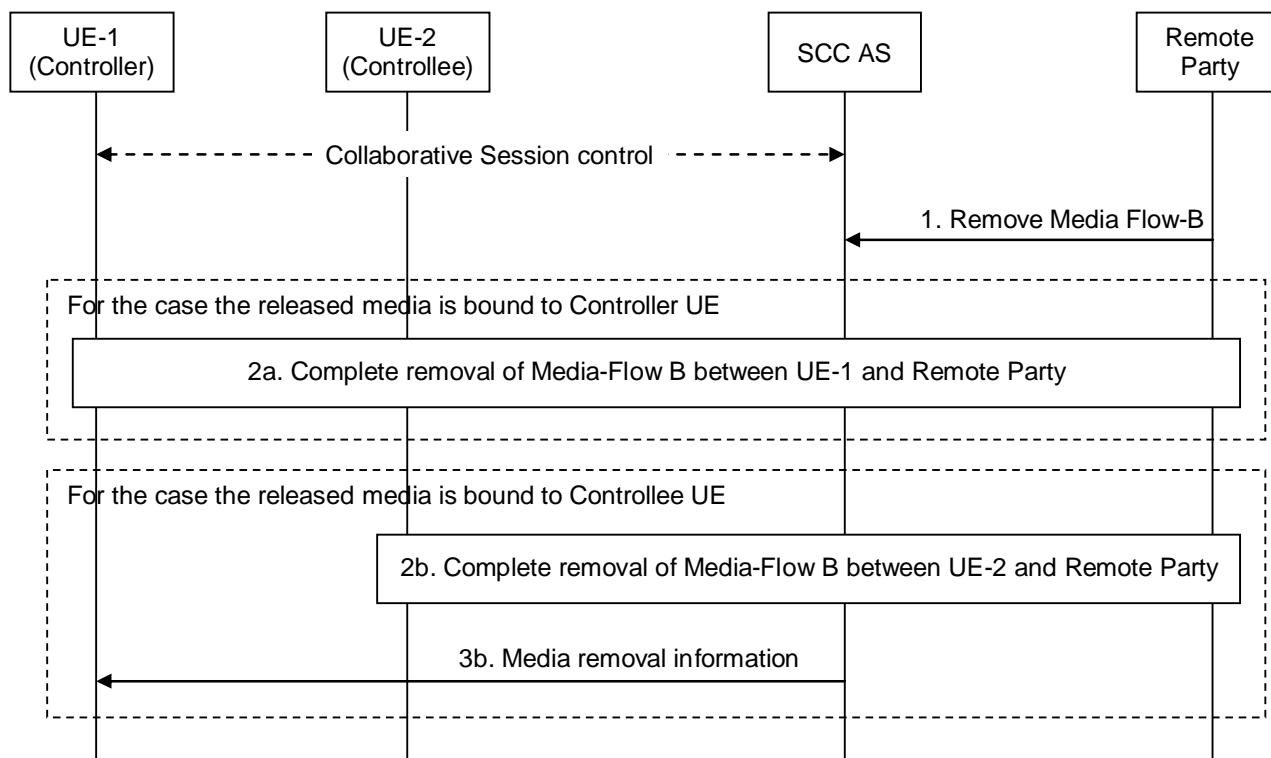 UE-1
(Controller)
UE-2
(Controllee)
SCC AS
Remote
Party
Collaborative Session control
1. Remove Media Flow-B
For the case the released media is bound to Controller UE
2a. Complete removal of Media-Flow B between UE-1 and Remote Party
For the case the released media is bound to Controllee UE
2b. Complete removal of Media-Flow B between UE-2 and Remote Party
3b. Media removal information